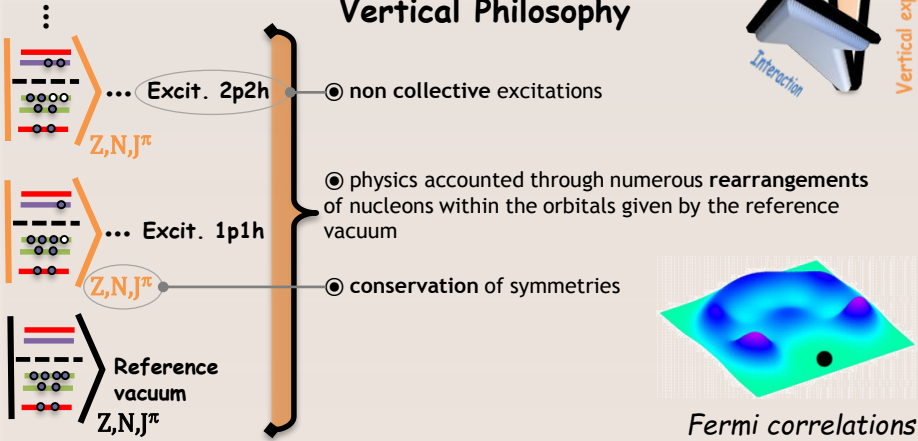 Vertical Philosophy
Interaction
Vertical
... Excit. 2p2h
Z,N,Jπ
◉ non collective excitations
◉ physics accounted through numerous rearrangements
of nucleons within the orbitals given by the reference
vacuum
... Excit. 1p1h
Z,N,Jπ
◉ conservation of symmetries
Reference
vacuum
Z,N,Jπ
Fermi correlations